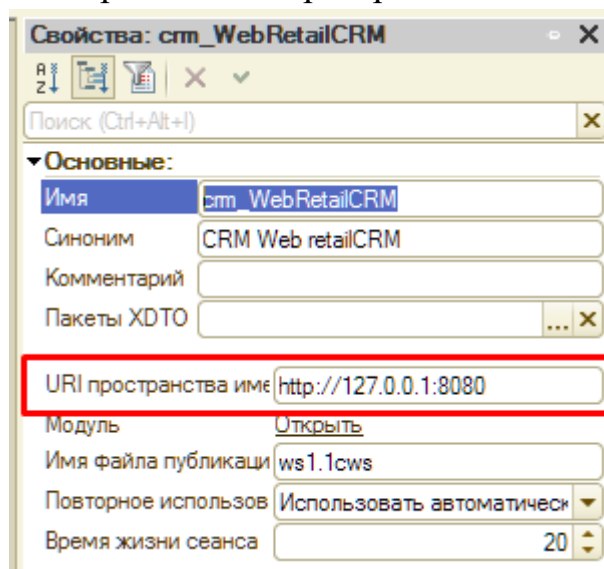 Свойства: crm_WebRetailCRM
Поиск (Ctrl+Alt+I)
Основные:
Имя crm_WebRetailCRM
Синоним CRM Web retailCRM
Комментарий
Пакеты XDTO ...
URI пространства име http://127.0.0.1:8080
Модуль Открыть
Имя файла публикаци ws1.1cws
Повторное использов Использовать автоматическ
Время жизни сеанса 20